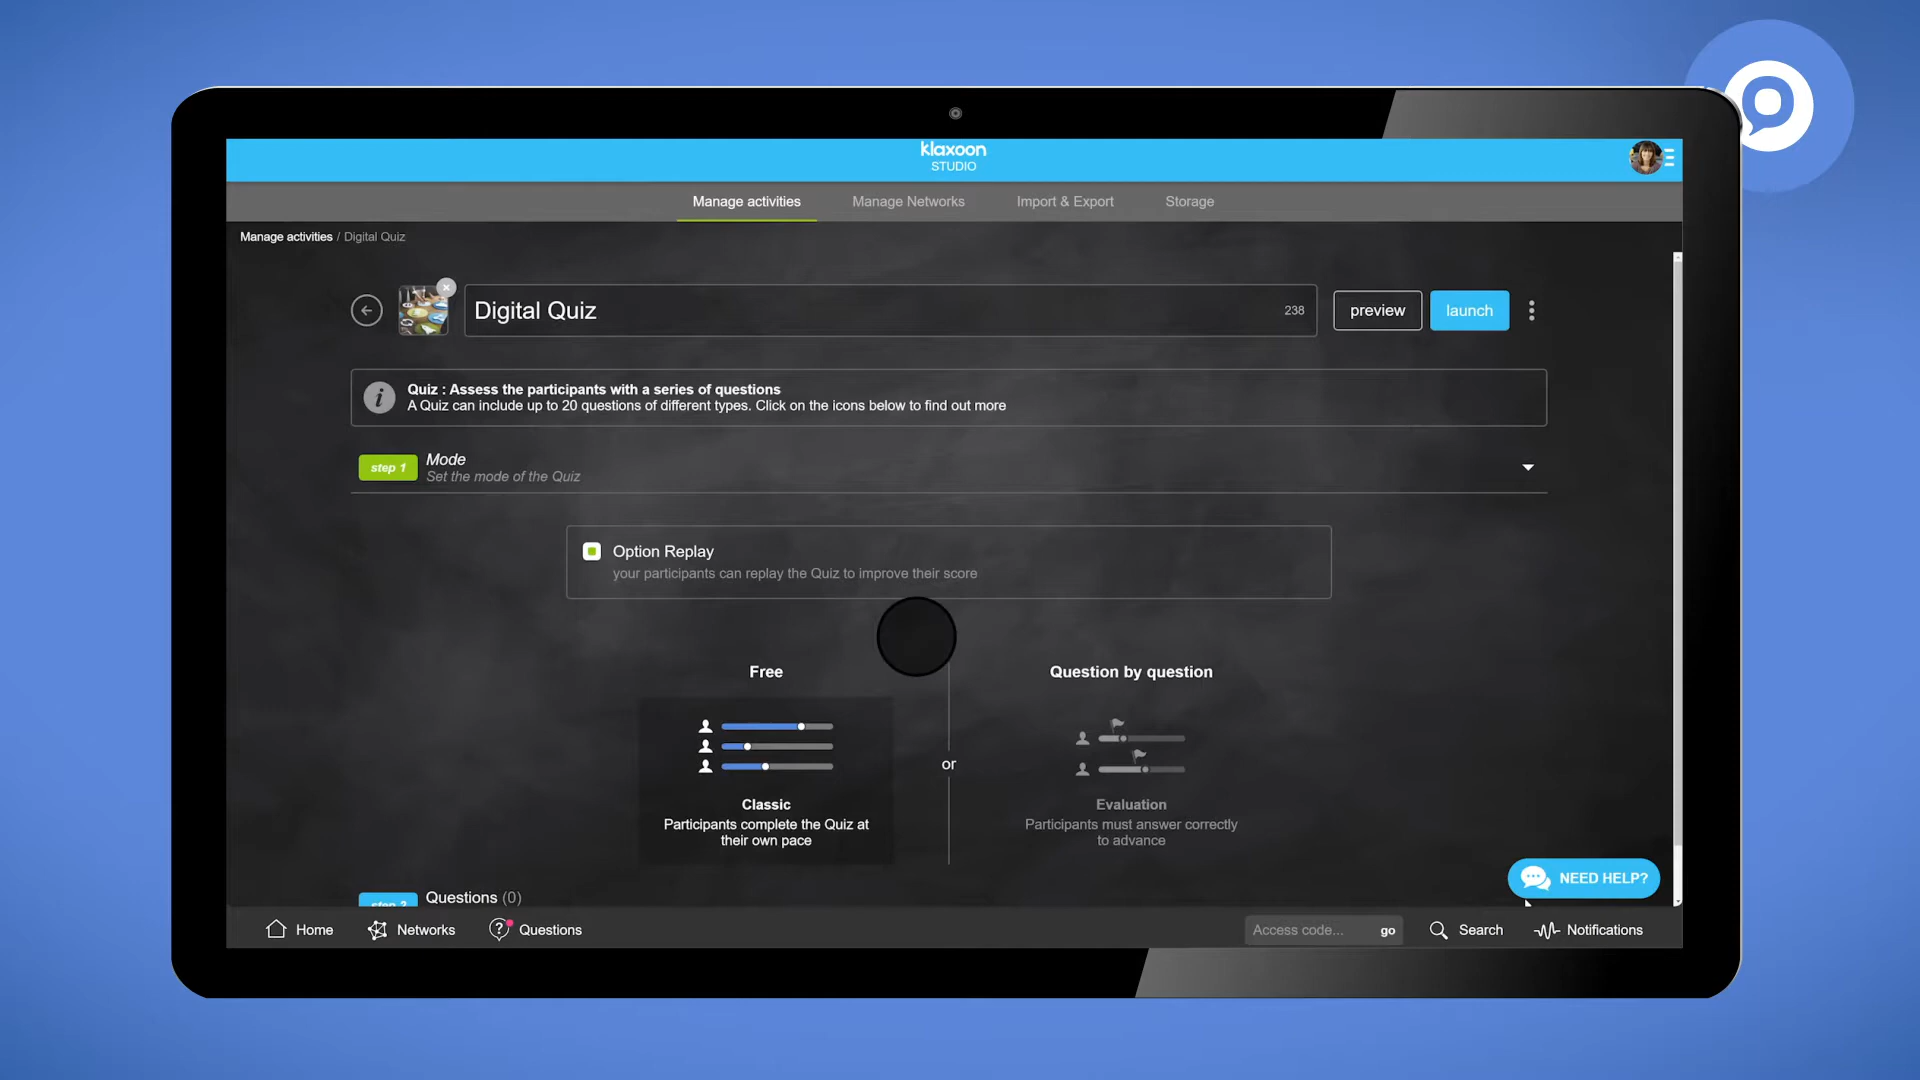 klaxoon
STUDIO
Manage activities
Manage Networks
Import & Export
Storage
Manage activities / Digital Quiz
Digital Quiz
238
preview
launch
Quiz : Assess the participants with a series of questions
A Quiz can include up to 20 questions of different types. Click on the icons below to find out more
step 1
Mode
Set the mode of the Quiz
Option Replay
your participants can replay the Quiz to improve their score
Free
Question by question
or
Classic
Participants complete the Quiz at
their own pace
Evaluation
Participants must answer correctly
to advance
NEED HELP?
step 2
Questions (0)
Home
Networks
Questions
Access code...
go
Search
Notifications